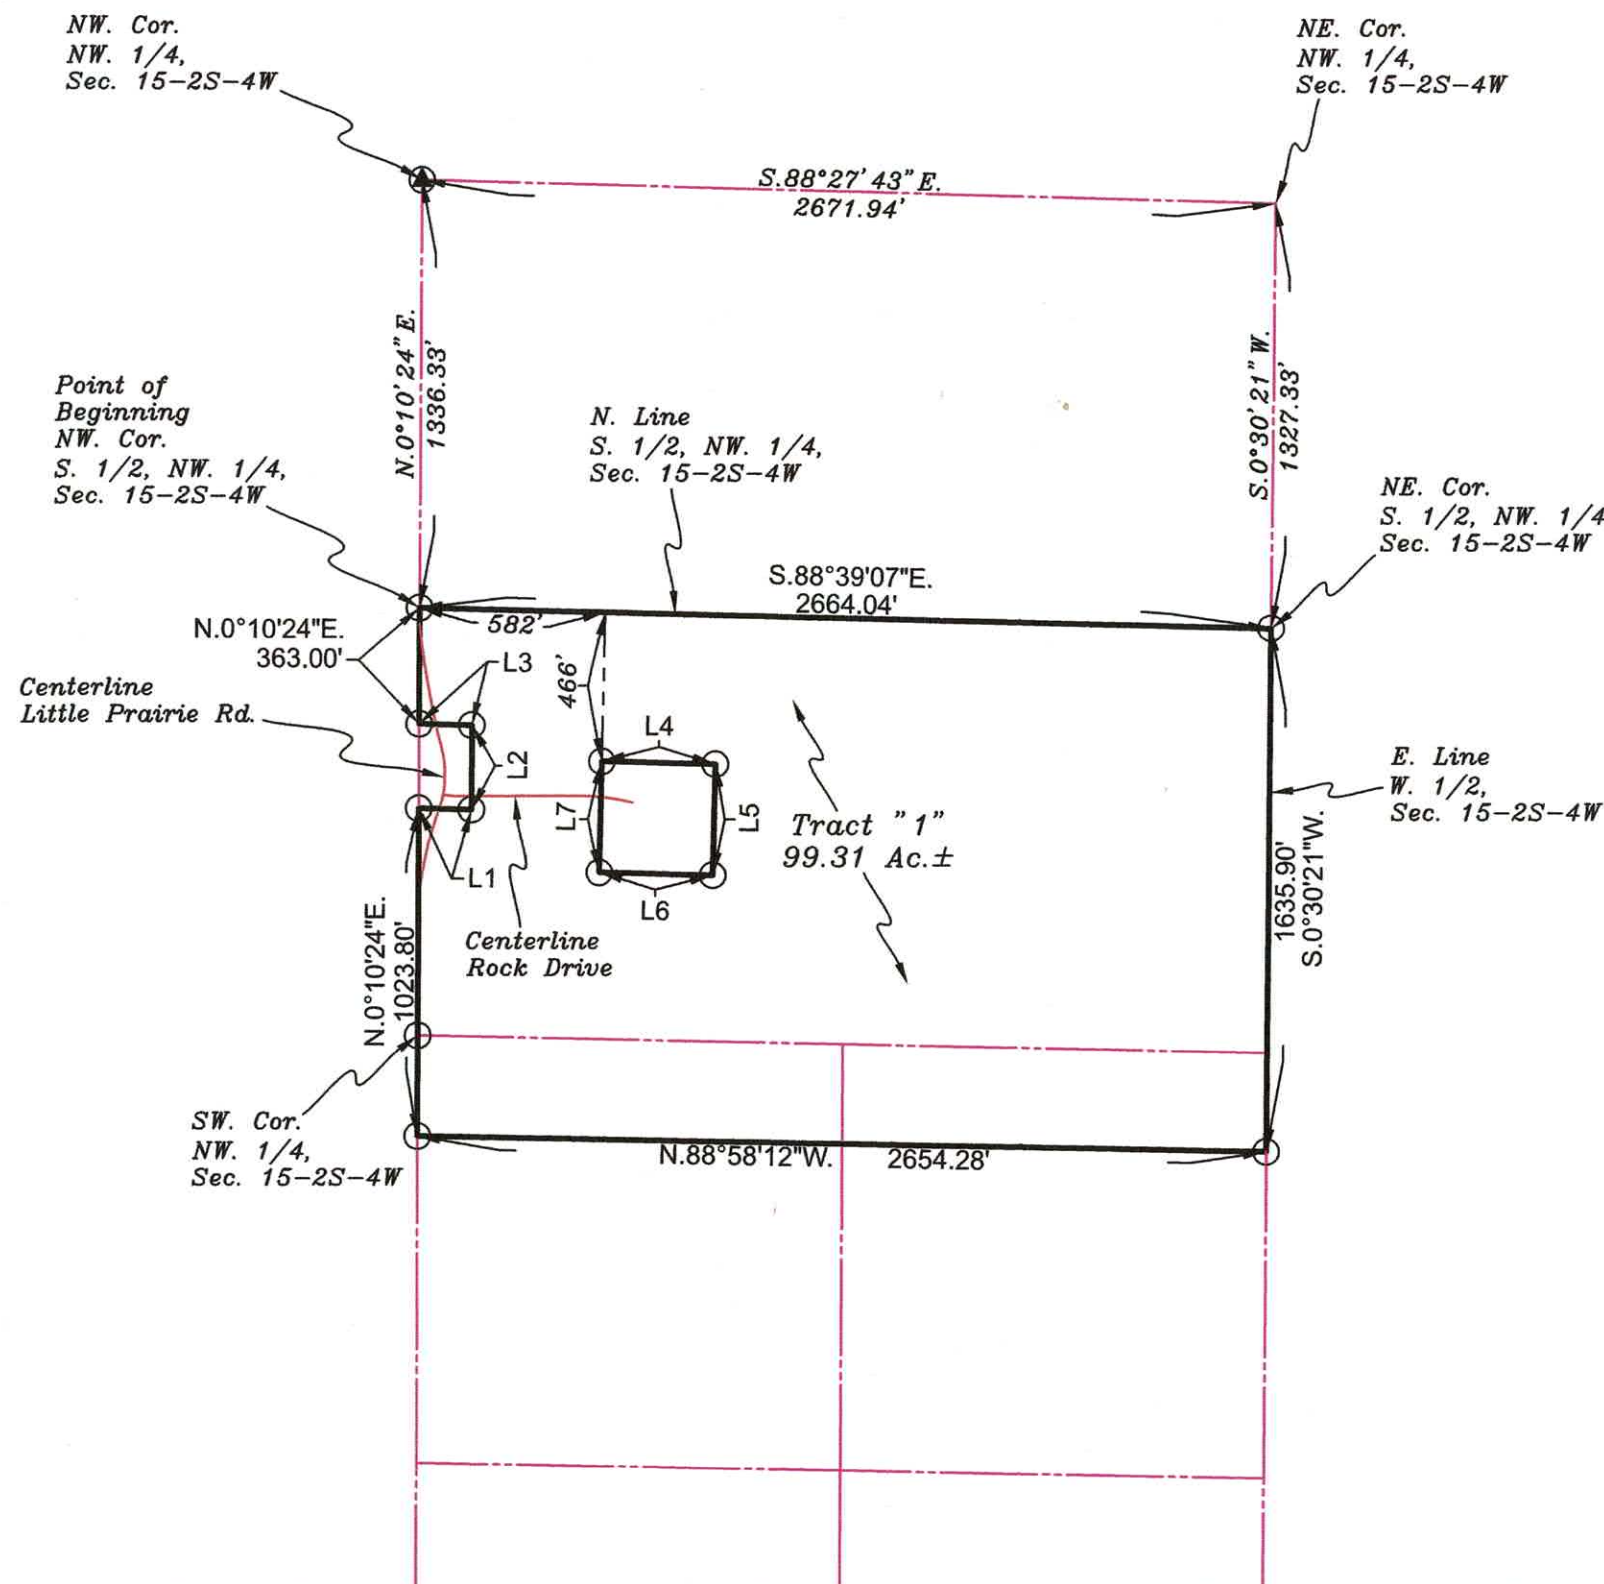 NW. Cor.
NW. 1/4,
Sec. 15-2S-4W
NE. Cor.
NW. 1/4,
Sec. 15-2S-4W
S.88°27'43"E.
2671.94'
N.0°10'24"E.
1336.33'
S.0°30'21"W.
1327.33'
Point of
Beginning
NW. Cor.
S. 1/2, NW. 1/4,
Sec. 15-2S-4W
N. Line
S. 1/2, NW. 1/4,
Sec. 15-2S-4W
NE. Cor.
S. 1/2, NW. 1/4
Sec. 15-2S-4W
S.88°39'07"E.
2664.04'
582'
N.0°10'24"E.
363.00'
L3
466'
Centerline
Little Prairie Rd.
L4
L2
L7
L5
E. Line
W. 1/2,
Sec. 15-2S-4W
Tract "1"
99.31 Ac.±
L1
L6
1635.90'
S.0°30'21"W.
Centerline
Rock Drive
N.0°10'24"E.
1023.80'
SW. Cor.
NW. 1/4,
Sec. 15-2S-4W
N.88°58'12"W. 2654.28'